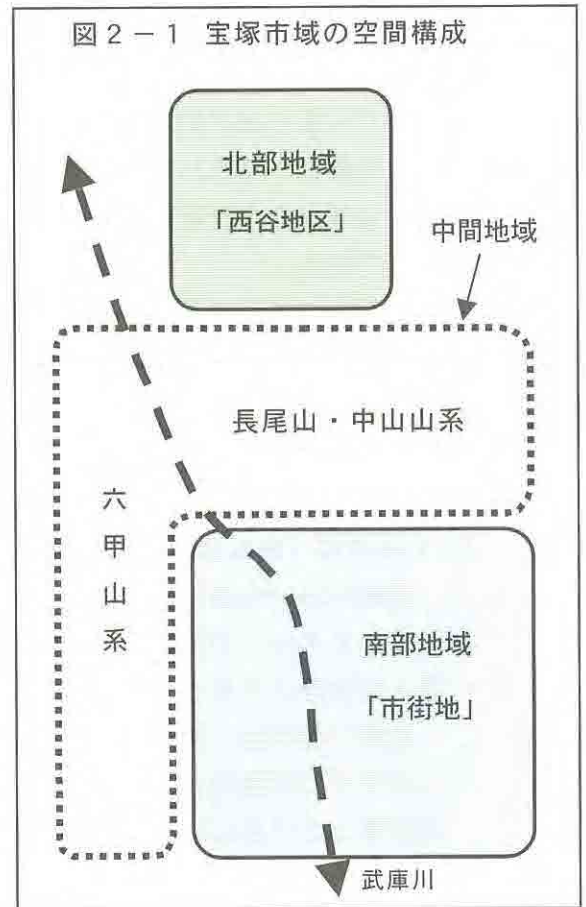 図2－1 宝塚市域の空間構成
北部地域
「西谷地区」
中間地域
長尾山・中山山系
六甲山系
南部地域
「市街地」
武庫川